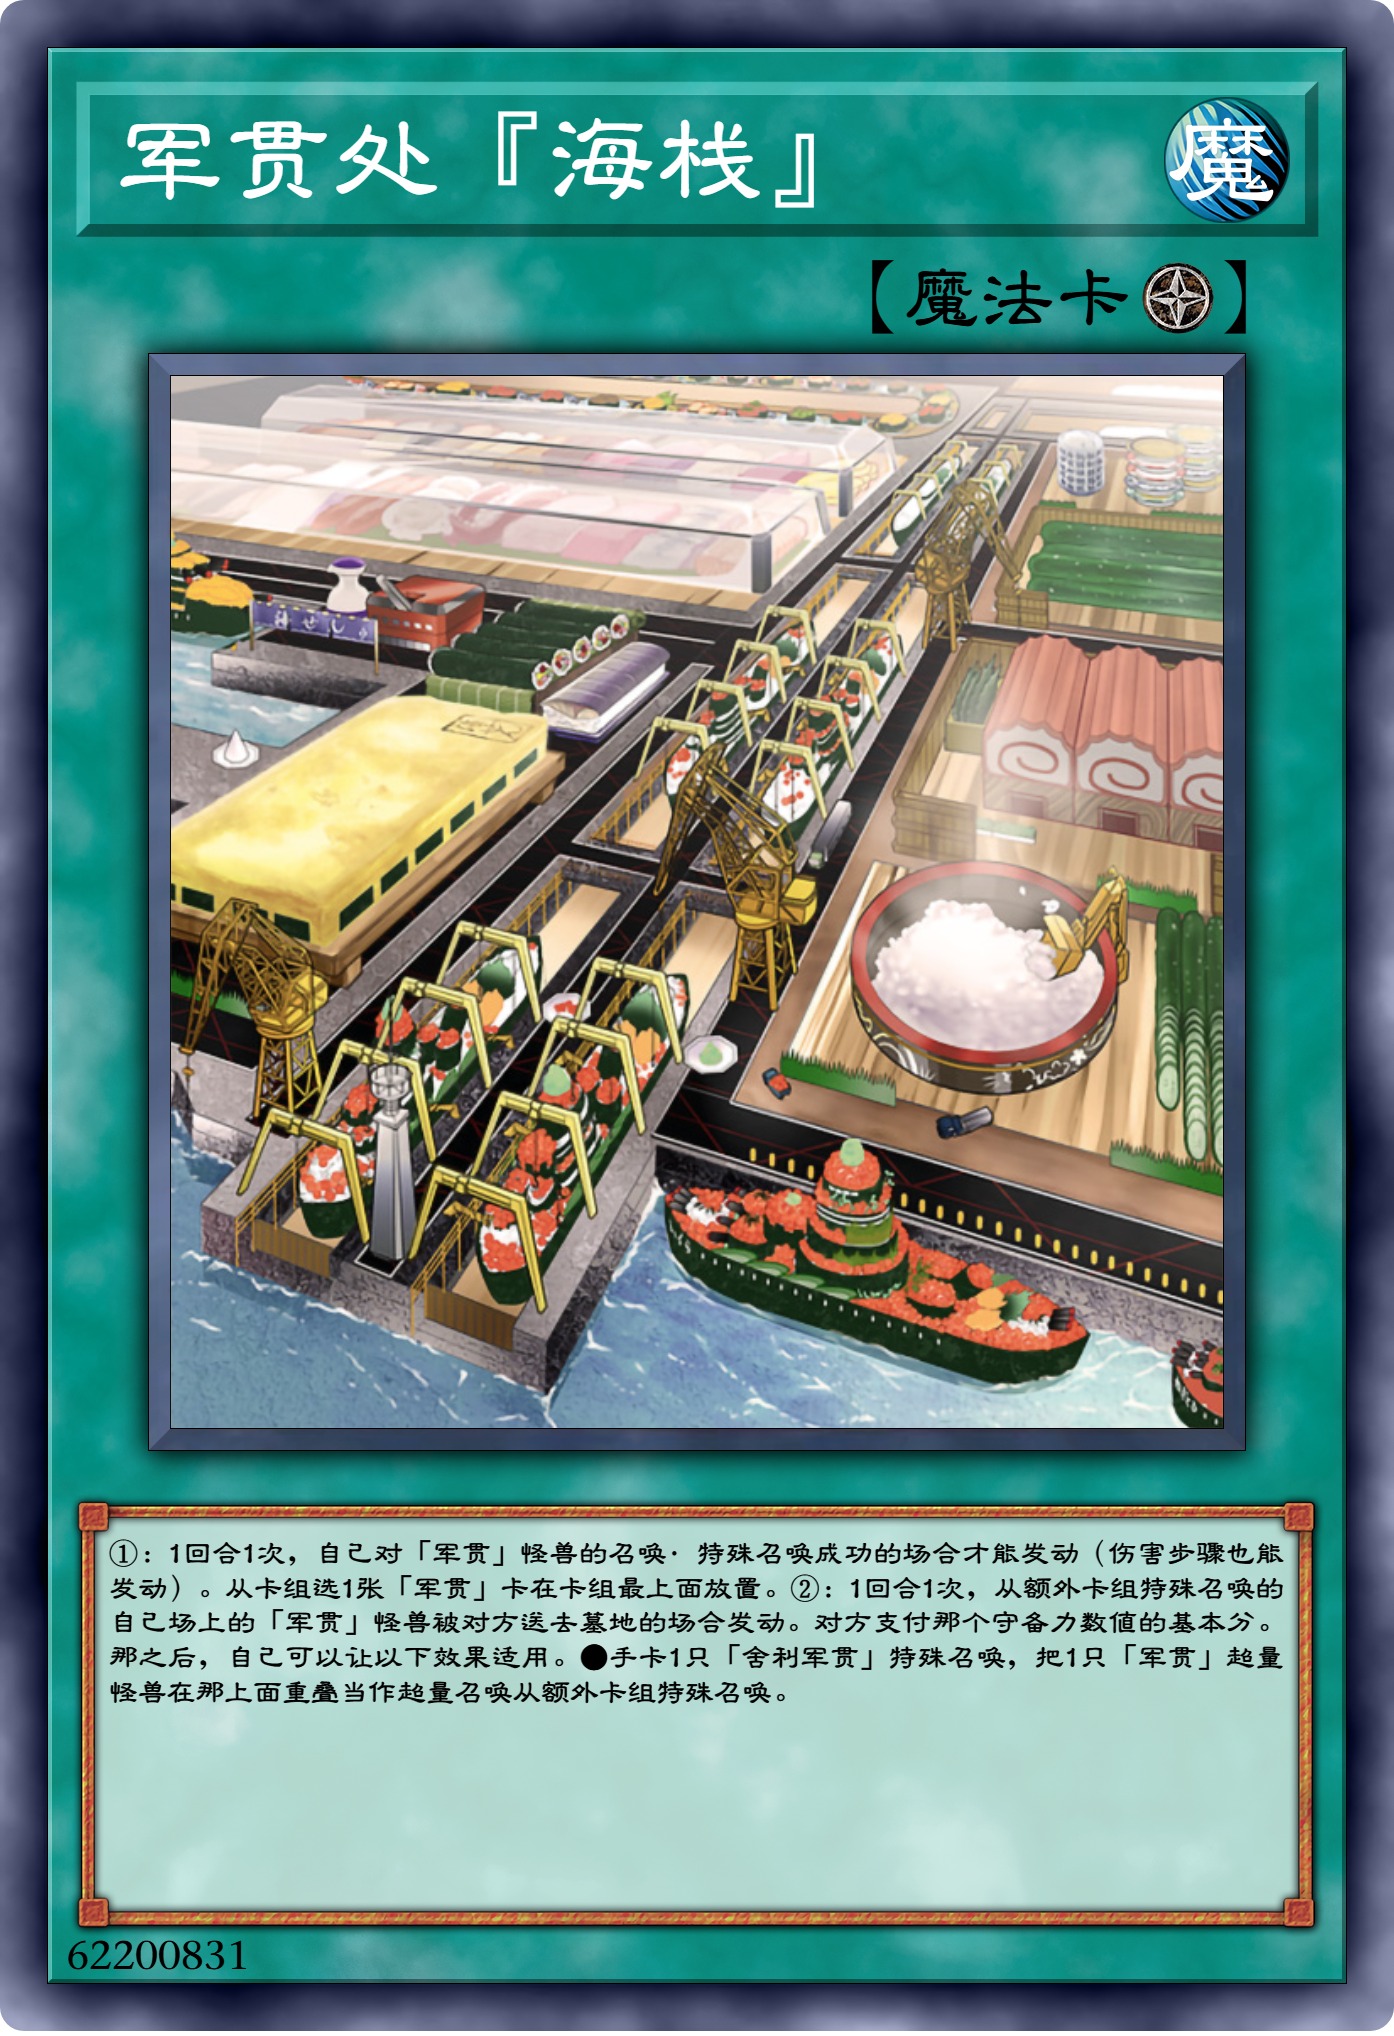 军贯处『海栈』
魔
【魔法卡】
みせしゅ
①：1回合1次，自己对「军贯」怪兽的召唤·特殊召唤成功的场合才能发动（伤害步骤也能
发动）。从卡组选1张「军贯」卡在卡组最上面放置。②：1回合1次，从额外卡组特殊召唤的
自己场上的「军贯」怪兽被对方送去墓地的场合发动。对方支付那个守备力数值的基本分。
那之后，自己可以让以下效果适用。●手卡1只「舍利军贯」特殊召唤，把1只「军贯」超量
怪兽在那上面重叠当作超量召唤从额外卡组特殊召唤。
62200831